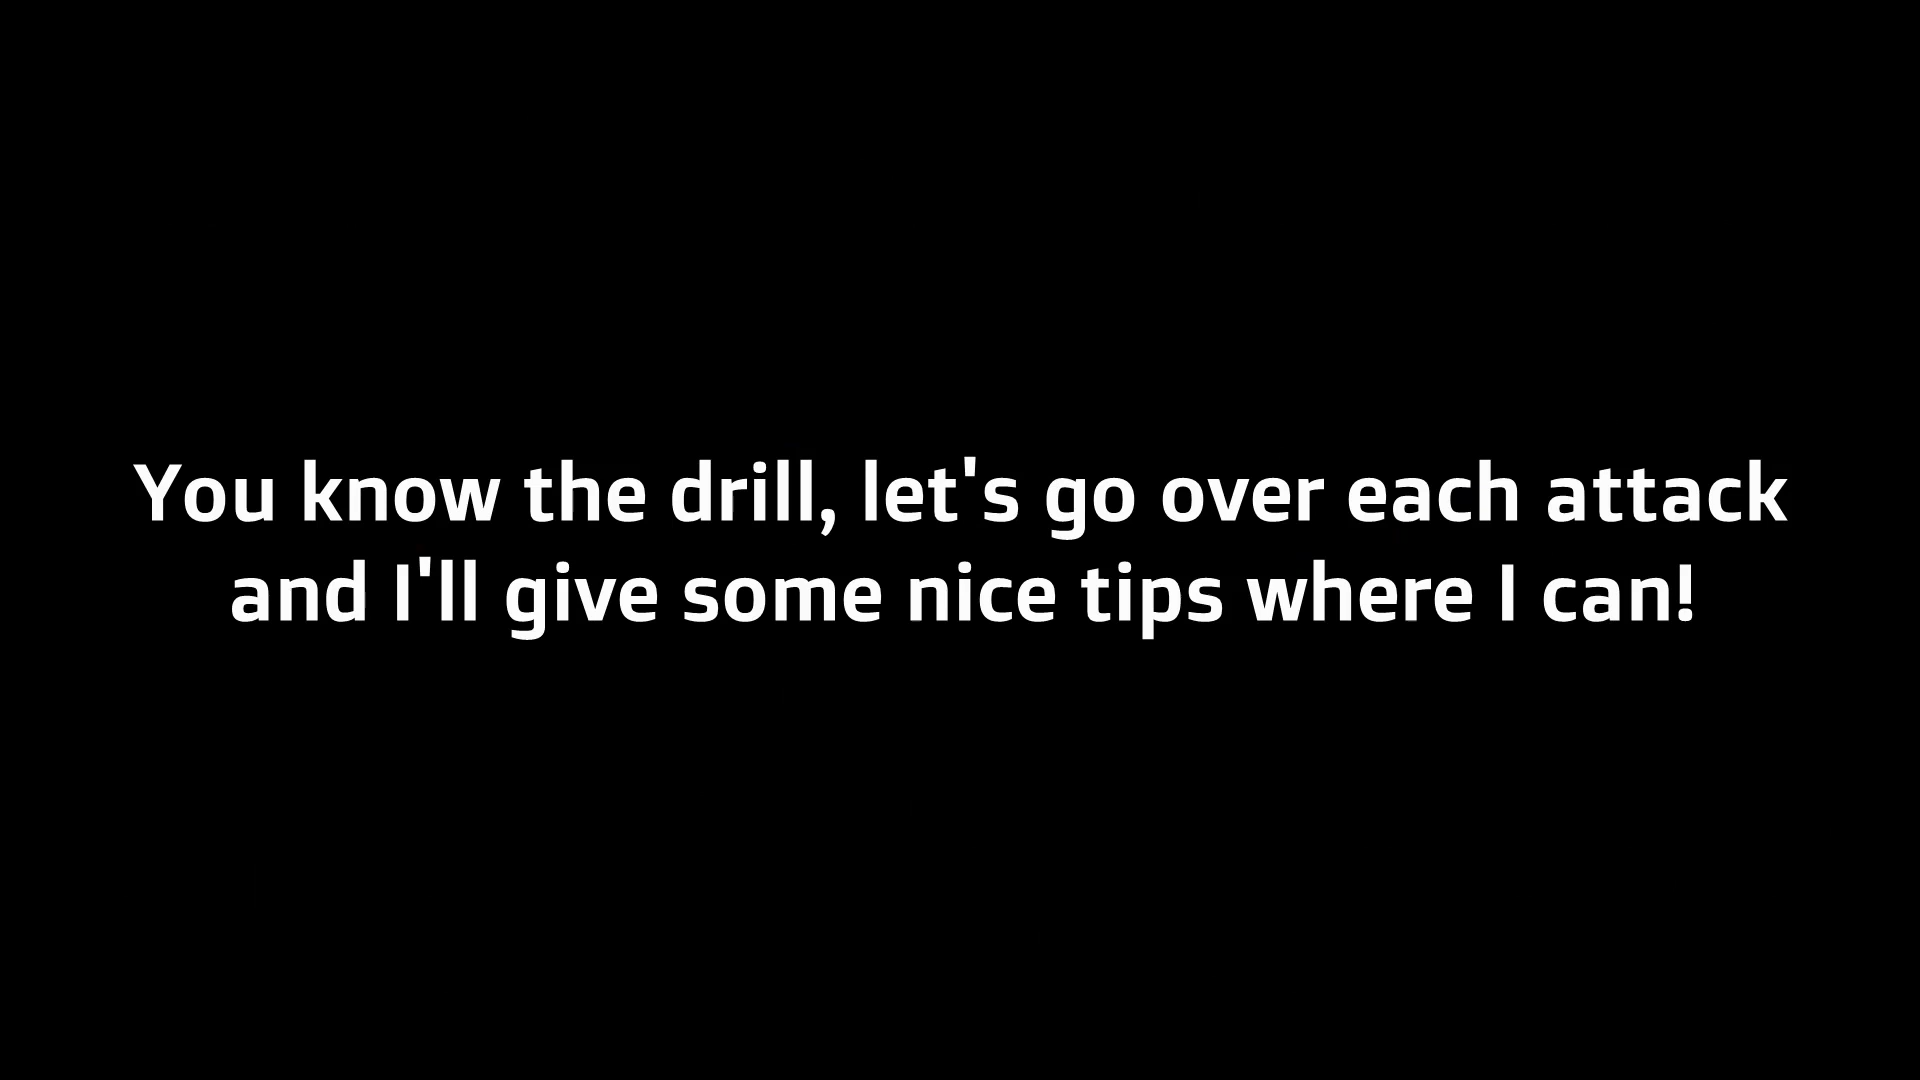 You know the drill, let's go over each attack
and I'll give some nice tips where I can!